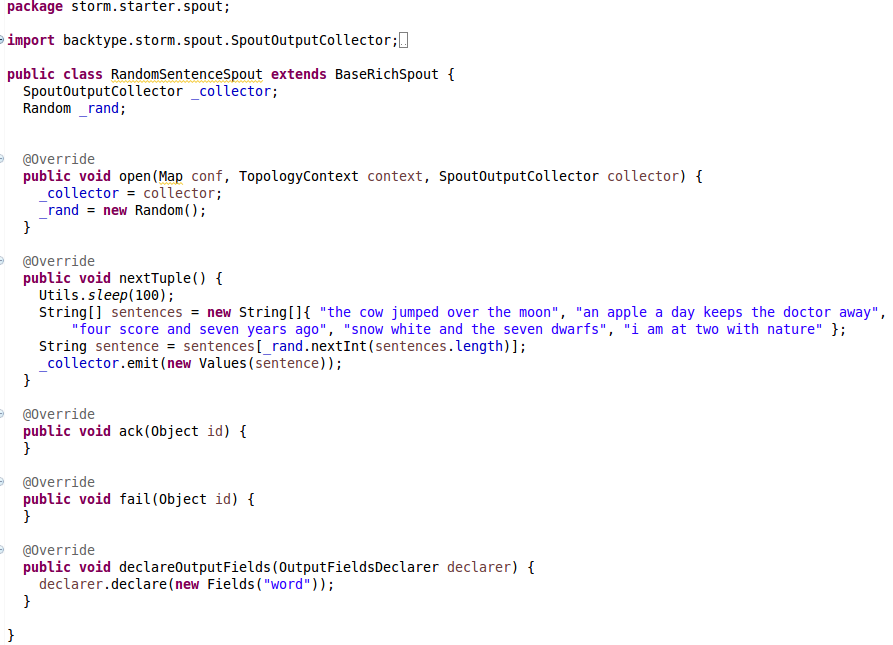 package storm.starter.spout;
import backtype.storm.spout.SpoutOutputCollector;
public class RandomSentenceSpout extends BaseRichSpout {
  SpoutOutputCollector _collector;
  Random _rand;
  @Override
  public void open(Map conf, TopologyContext context, SpoutOutputCollector collector) {
    _collector = collector;
    _rand = new Random();
  }
  @Override
  public void nextTuple() {
    Utils.sleep(100);
    String[] sentences = new String[]{ "the cow jumped over the moon", "an apple a day keeps the doctor away",
        "four score and seven years ago", "snow white and the seven dwarfs", "i am at two with nature" };
    String sentence = sentences[_rand.nextInt(sentences.length)];
    _collector.emit(new Values(sentence));
  }
  @Override
  public void ack(Object id) {
  }
  @Override
  public void fail(Object id) {
  }
  @Override
  public void declareOutputFields(OutputFieldsDeclarer declarer) {
    declarer.declare(new Fields("word"));
  }
}